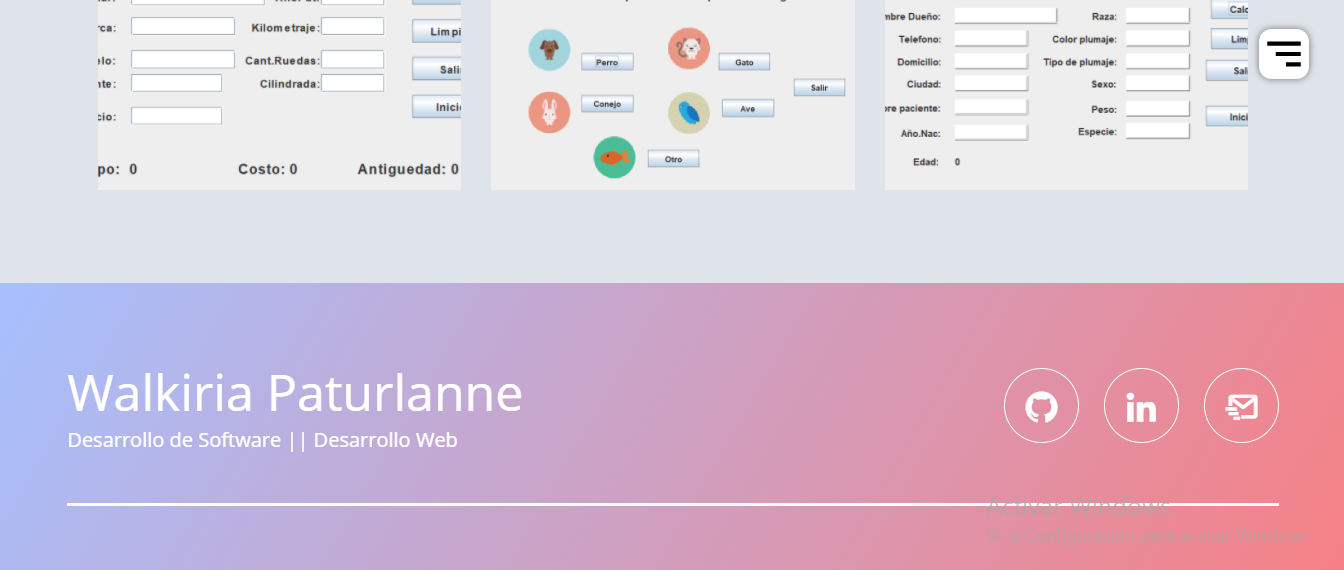 rca:
Kilometraje:
Limpi
elo:
Cant.Ruedas:
Sali
nte:
Cilindrada:
Inici
cio:
po: 0
Costo: 0
Antiguedad: 0
Perro
Gato
Salir
Conejo
Ave
Otro
mbre Dueño:
Raza:
Calc
Telefono:
Color plumaje:
Lim
Domicilio:
Tipo de plumaje:
Sali
Ciudad:
Sexo:
re paciente:
Peso:
Inici
Año.Nac:
Especie:
Edad: 0
Walkiria Paturlanne
Desarrollo de Software || Desarrollo Web
in
Activar Windows
Ve a Configuración para activar Windows.